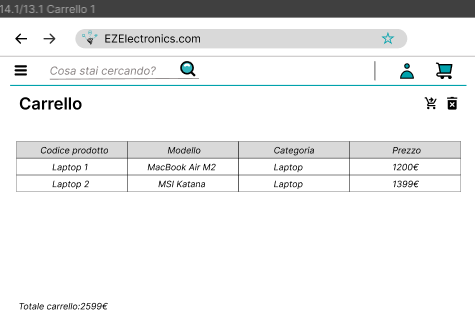 14.1/13.1 Carrello 1
EZElectronics.com
Cosa stai cercando?
Carrello
Codice prodotto Modello Categoria Prezzo
Laptop 1 MacBook Air M2 Laptop 1200€
Laptop 2 MSI Katana Laptop 1399€
Totale carrello:2599€